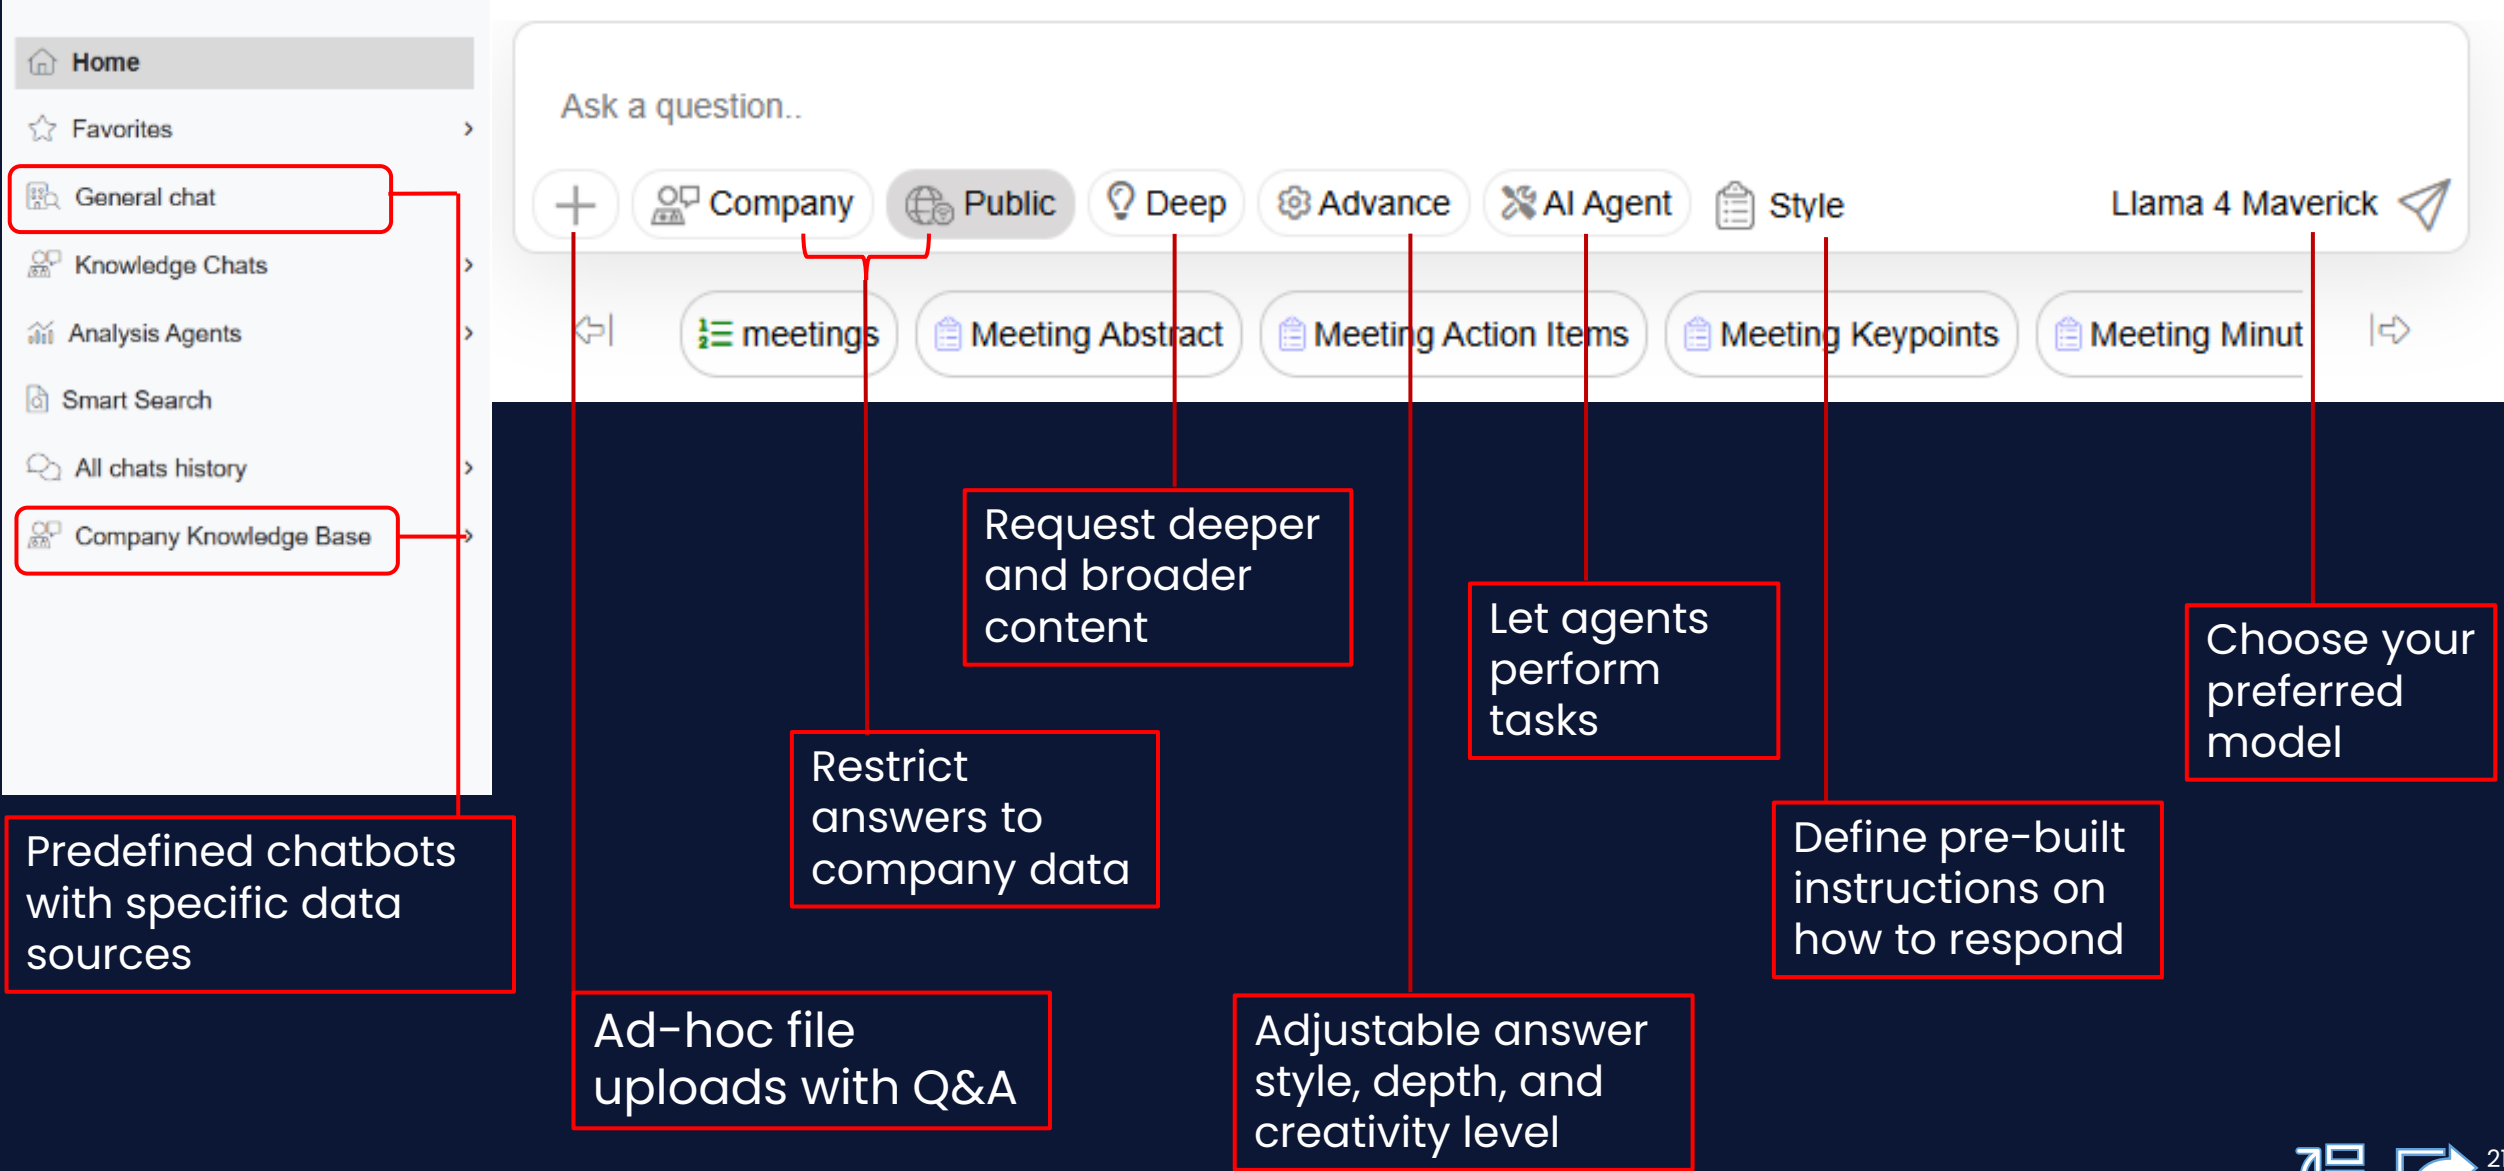 Home
Favorites
General chat
Knowledge Chats
Analysis Agents
Smart Search
All chats history
Company Knowledge Base
Ask a question..
Company Public Deep Advance AI Agent Style Llama 4 Maverick
meetings Meeting Abstract Meeting Action Items Meeting Keypoints Meeting Minut
Request deeper
and broader
content
Let agents
perform
tasks
Choose your
preferred
model
Restrict
answers to
company data
Define pre-built
instructions on
how to respond
Predefined chatbots
with specific data
sources
Ad-hoc file
uploads with Q&A
Adjustable answer
style, depth, and
creativity level